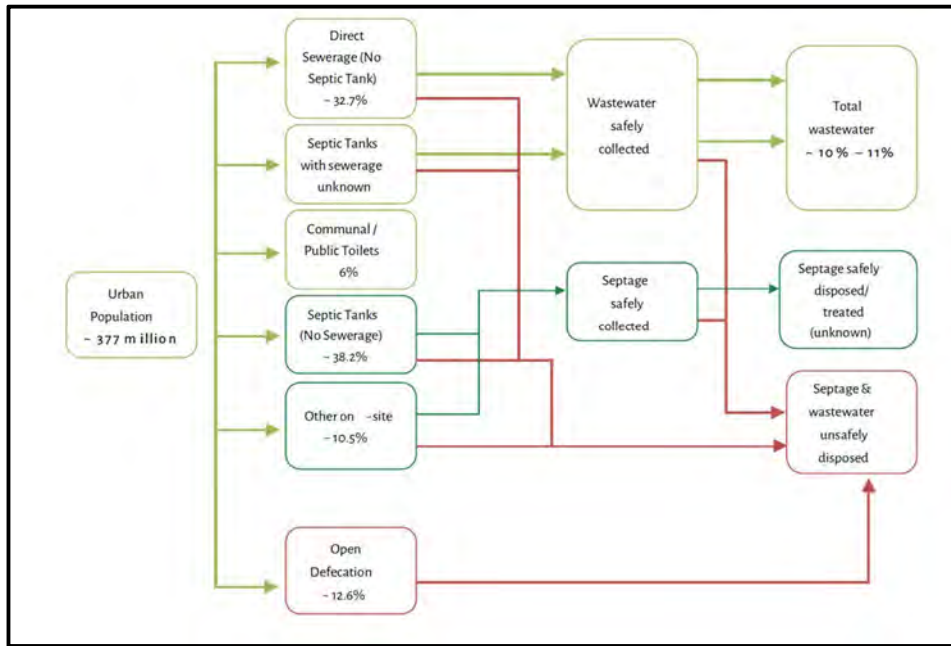 Urban
Population
~ 377 million
Direct
Sewerage (No
Septic Tank)
~ 32.7%
Septic Tanks
with sewerage
unknown
Communal /
Public Toilets
6%
Septic Tanks
(No Sewerage)
~ 38.2%
Other on -site
~ 10.5%
Open
Defecation
~ 12.6%
Wastewater
safely
collected
Septage
safely
collected
Total
wastewater
~ 10 % – 11%
Septage safely
disposed/
treated
(unknown)
Septage &
wastewater
unsafely
disposed